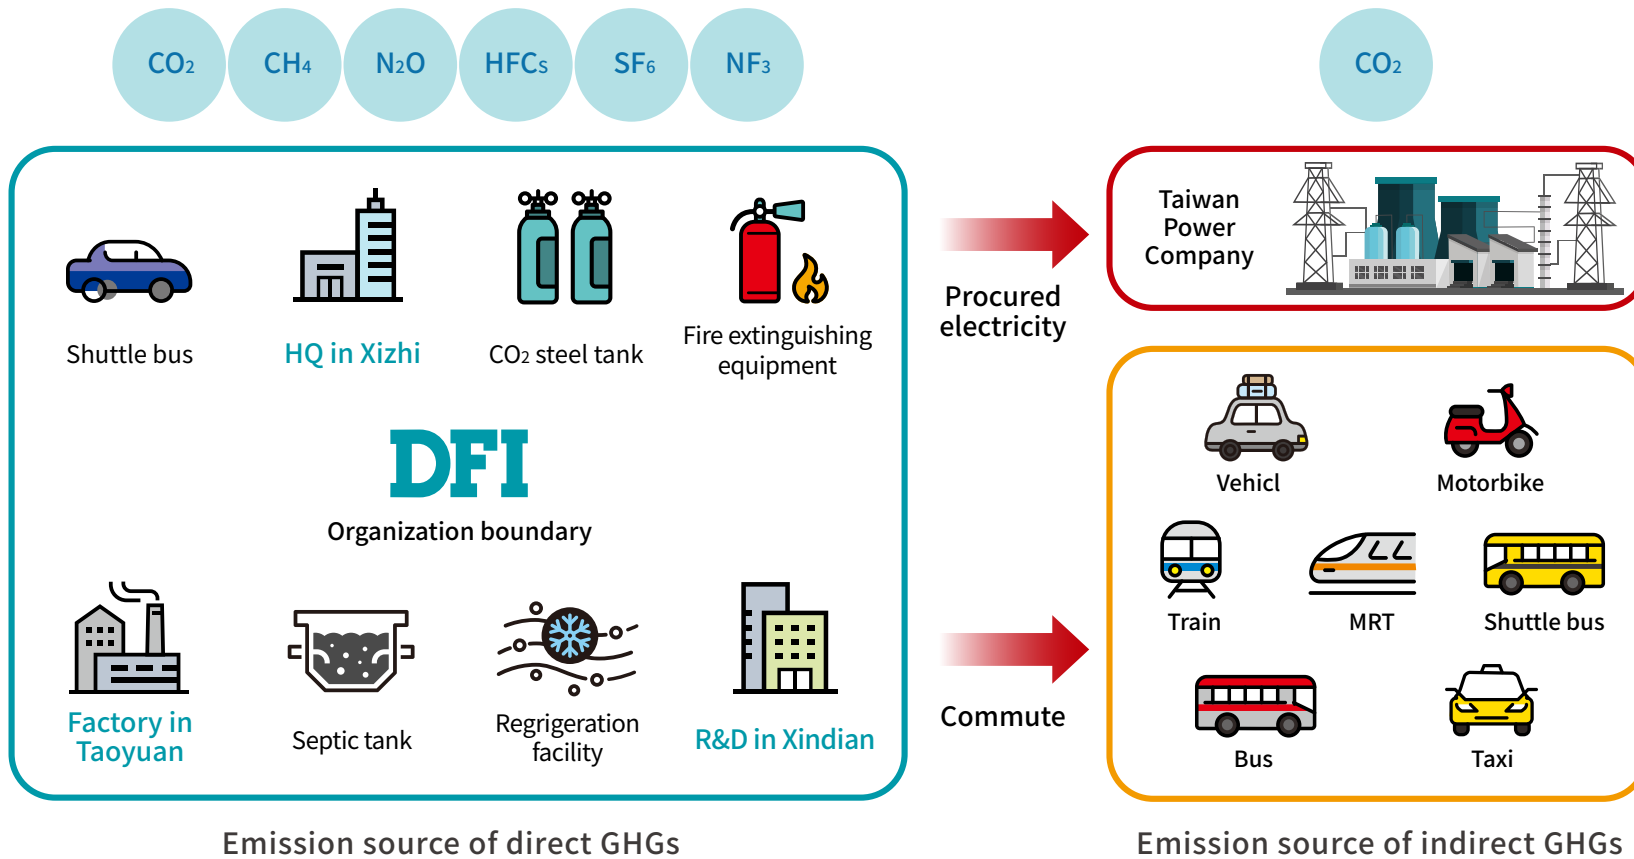 CO2 CH4 N2O HFCs SF6 NF3
CO2
Shuttle bus
HQ in Xizhi
CO2 steel tank
Fire extinguishing
equipment
DFI
Organization boundary
Factory in
Taoyuan
Septic tank
Regrigeration
facility
R&D in Xindian
Emission source of direct GHGs
Procured
electricity
Commute
Taiwan
Power
Company
Vehicl
Motorbike
Train
MRT
Shuttle bus
Bus
Taxi
Emission source of indirect GHGs